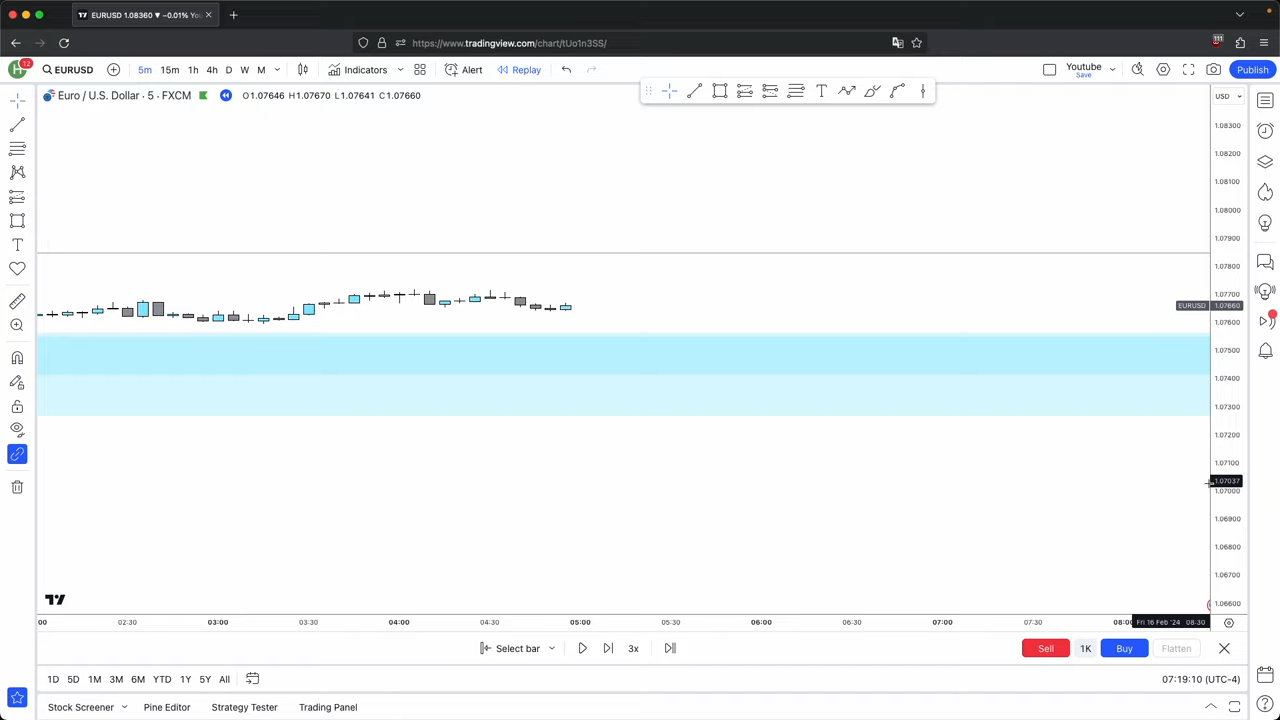 EURUSD 1.08360 ▼ −0.01% Yo
https://www.tradingview.com/chart/tUo1n3SS/
111
12
H
EURUSD
5m 15m 1h 4h D W M
Indicators
Alert
Replay
Youtube
Save
Publish
Euro / U.S. Dollar · 5 · FXCM
O1.07646 H1.07670 L1.07641 C1.07660
USD
1.08300
1.08200
1.08100
1.08000
1.07900
1.07800
1.07700
EURUSD 1.07660
1.07600
1.07500
1.07400
1.07300
1.07200
1.07100
1.07037
1.07000
1.06900
1.06800
1.06700
1.06600
00 02:30 03:00 03:30 04:00 04:30 05:00 05:30 06:00 06:30 07:00 07:30 08:00 Fri 16 Feb '24 08:30
Select bar
3x
Sell 1K Buy Flatten
1D 5D 1M 3M 6M YTD 1Y 5Y All
07:19:10 (UTC-4)
Stock Screener Pine Editor Strategy Tester Trading Panel